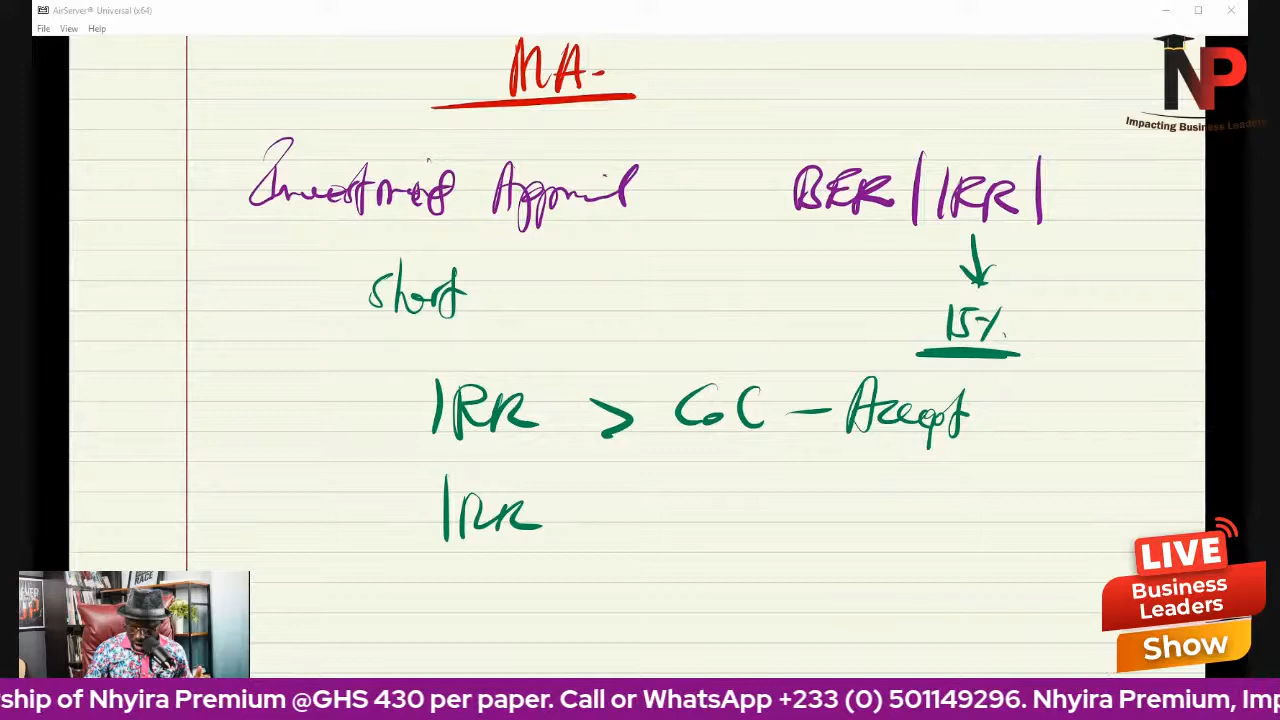 AirServer® Universal (x64)
File View Help
MA.
Investment Appraisal BER | IRR |
short
15%
IRR > CoC - Accept
IRR
NP
Impacting Business Leaders
LIVE
Business
Leaders
Show
rship of Nhyira Premium @GHS 430 per paper. Call or WhatsApp +233 (0) 501149296. Nhyira Premium, Imp